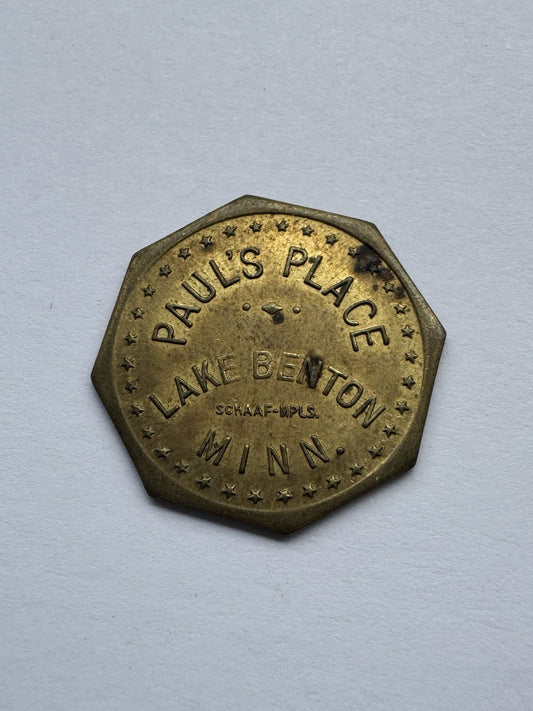 PAUL'S PLACE
LAKE BENTON
SCHAAF-MPLS.
MINN.